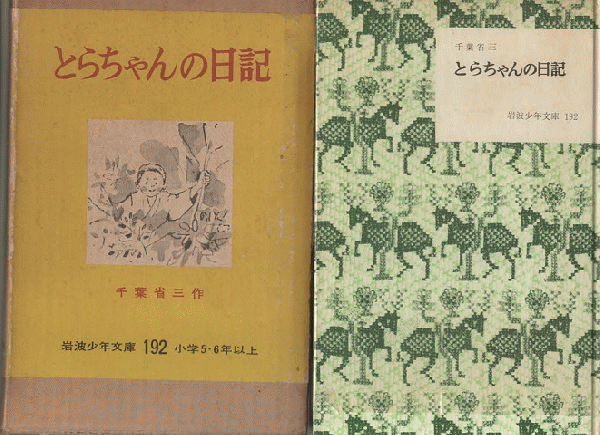 とらちゃんの日記
千葉省三作
岩波少年文庫 192 小学5-6年以上
千葉省三
とらちゃんの日記
岩波少年文庫 192